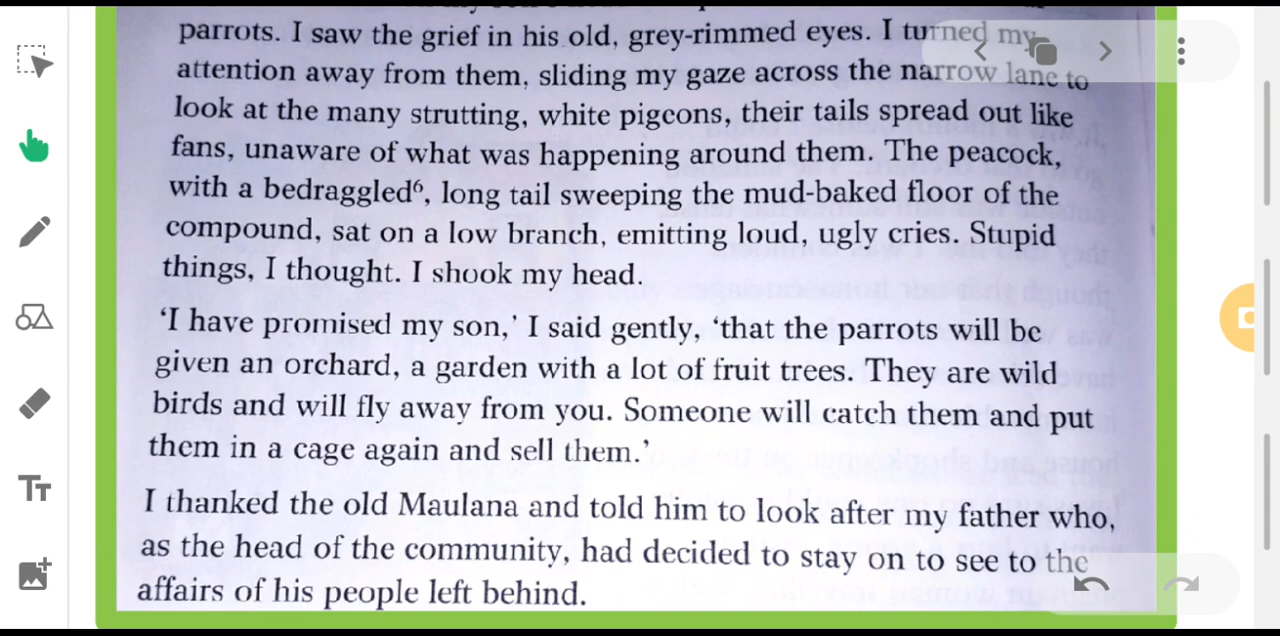 parrots. I saw the grief in his old, grey-rimmed eyes. I turned my
attention away from them, sliding my gaze across the narrow lane to
look at the many strutting, white pigeons, their tails spread out like
fans, unaware of what was happening around them. The peacock,
with a bedraggled⁶, long tail sweeping the mud-baked floor of the
compound, sat on a low branch, emitting loud, ugly cries. Stupid
things, I thought. I shook my head.
‘I have promised my son,’ I said gently, ‘that the parrots will be
given an orchard, a garden with a lot of fruit trees. They are wild
birds and will fly away from you. Someone will catch them and put
them in a cage again and sell them.’
I thanked the old Maulana and told him to look after my father who,
as the head of the community, had decided to stay on to see to the
affairs of his people left behind.
Tт